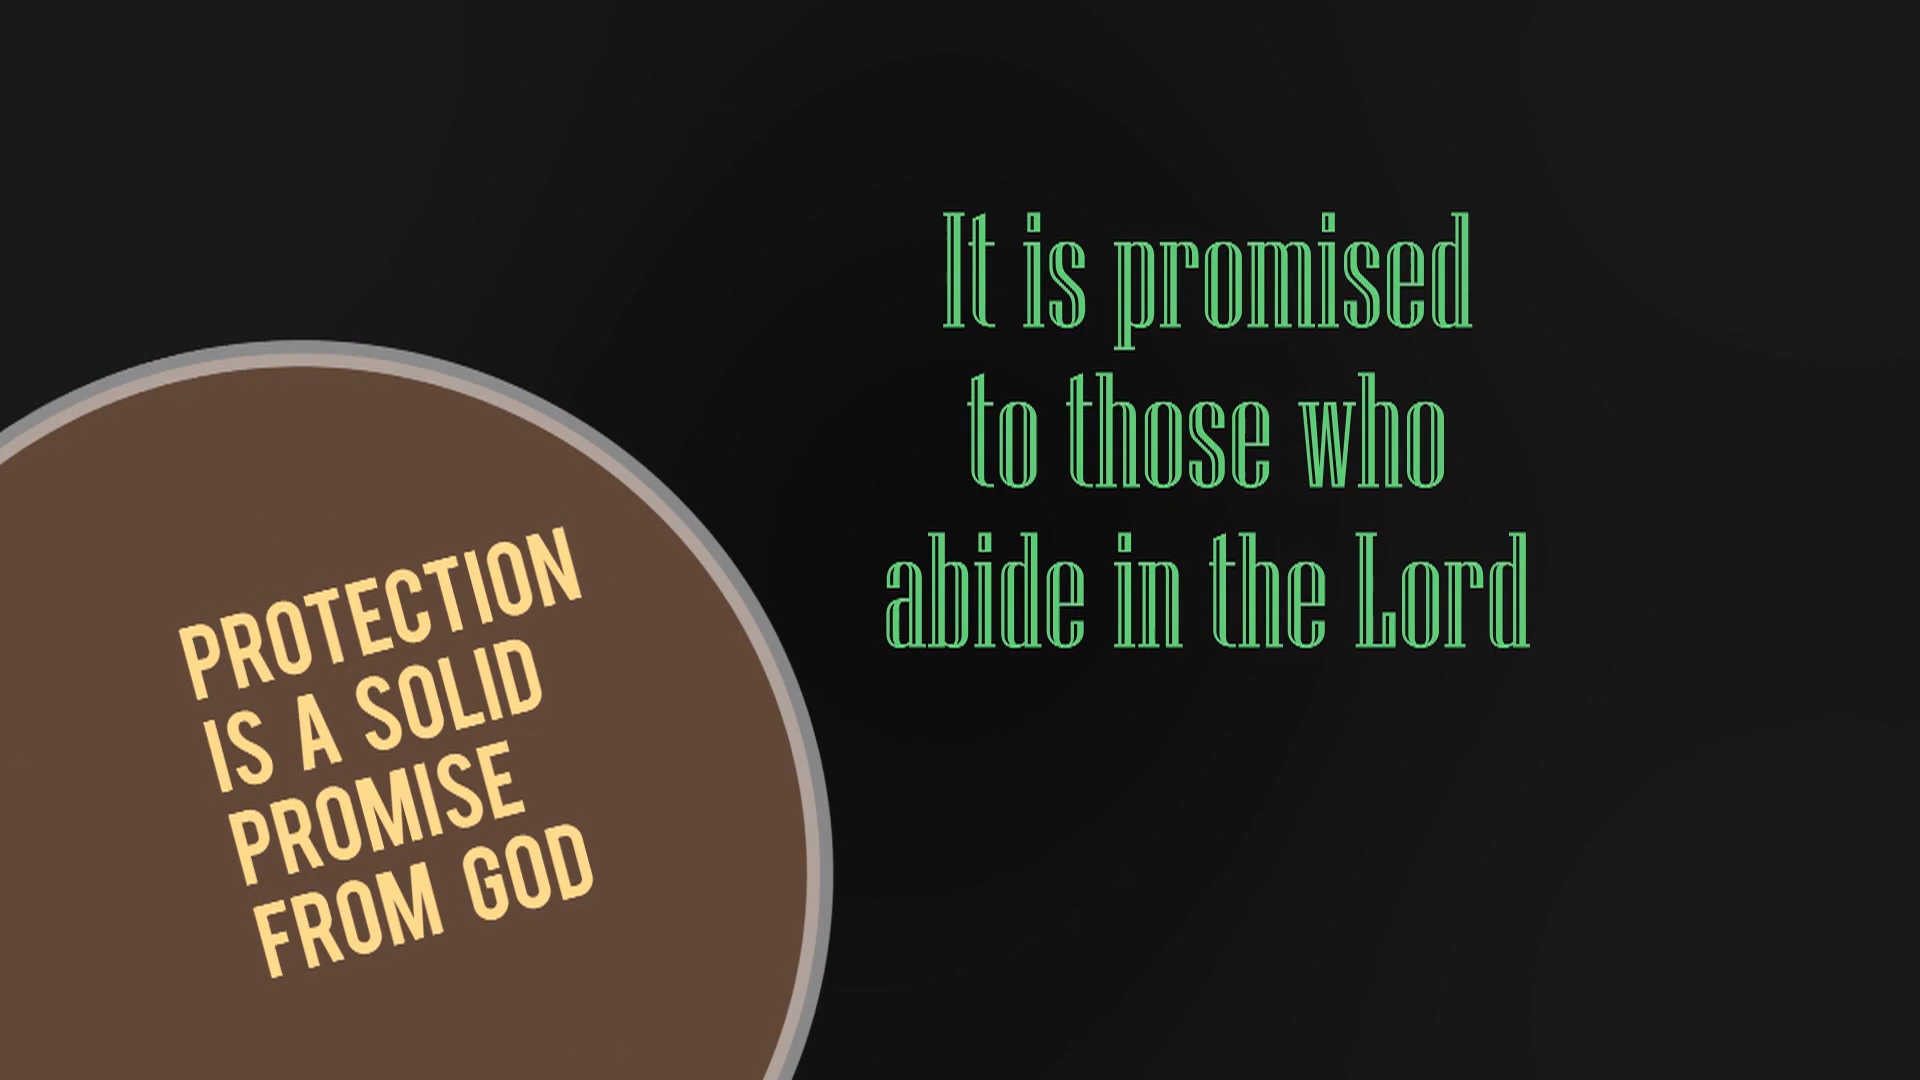 It is promised
to those who
abide in the Lord
PROTECTION
IS A SOLID
PROMISE
FROM GOD